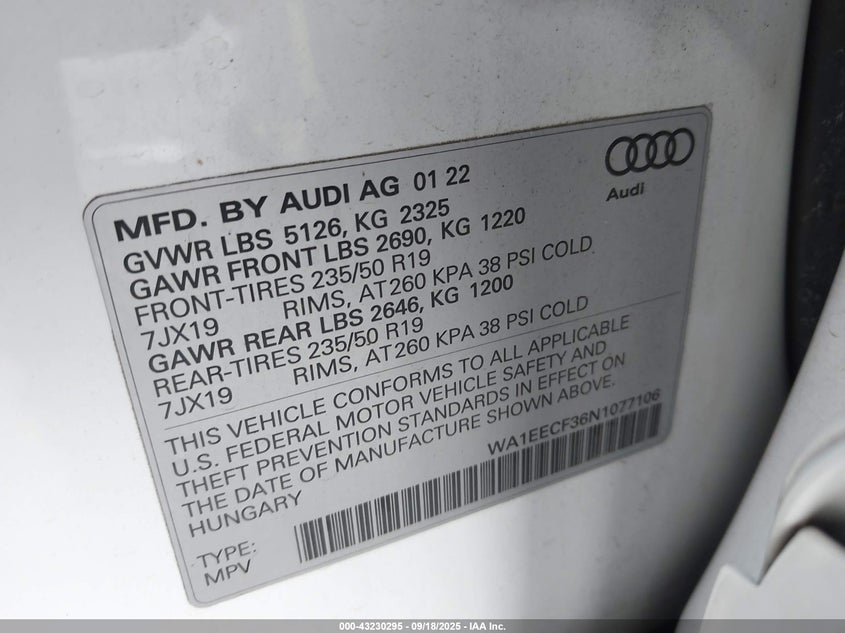 Audi
MFD. BY AUDI AG 01 22
GVWR LBS 5126, KG 2325
GAWR FRONT LBS 2690, KG 1220
FRONT-TIRES 235/50 R19
7JX19 RIMS, AT 260 KPA 38 PSI COLD
GAWR REAR LBS 2646, KG 1200
REAR-TIRES 235/50 R19
7JX19 RIMS, AT 260 KPA 38 PSI COLD
THIS VEHICLE CONFORMS TO ALL APPLICABLE
U.S. FEDERAL MOTOR VEHICLE SAFETY AND
THEFT PREVENTION STANDARDS IN EFFECT ON
THE DATE OF MANUFACTURE SHOWN ABOVE.
HUNGARY
WA1EECF36N1077106
TYPE:
MPV
000-43230295 - 09/18/2025 - IAA Inc.